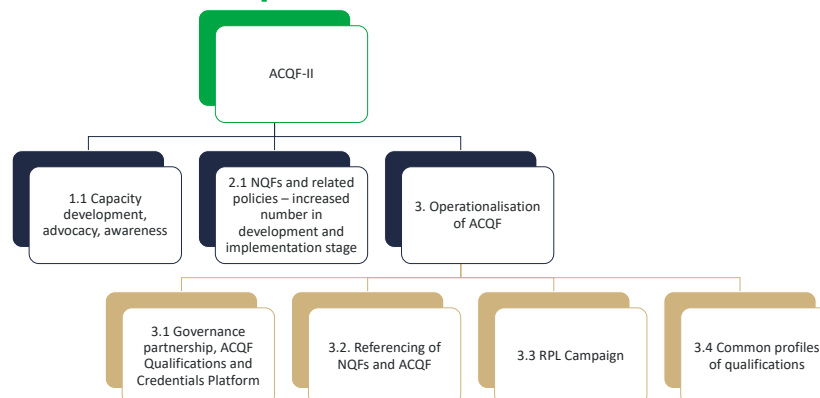 ACQF-II
1.1 Capacity
development,
advocacy, awareness
2.1 NQFs and related
policies – increased
number in
development and
implementation stage
3. Operationalisation
of ACQF
3.1 Governance
partnership, ACQF
Qualifications and
Credentials Platform
3.2. Referencing of
NQFs and ACQF
3.3 RPL Campaign
3.4 Common profiles
of qualifications